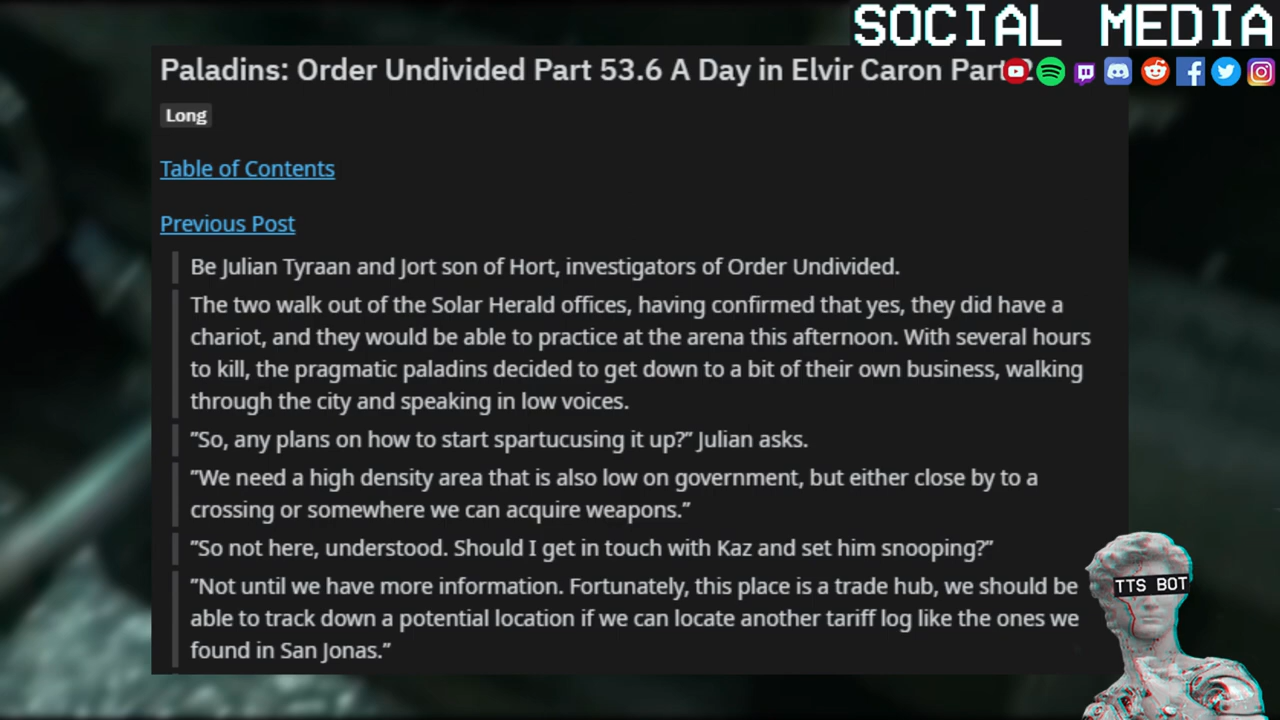 SOCIAL MEDIA
Paladins: Order Undivided Part 53.6 A Day in Elvir Caron Part 2
Long
Table of Contents
Previous Post
Be Julian Tyraan and Jort son of Hort, investigators of Order Undivided.
The two walk out of the Solar Herald offices, having confirmed that yes, they did have a
chariot, and they would be able to practice at the arena this afternoon. With several hours
to kill, the pragmatic paladins decided to get down to a bit of their own business, walking
through the city and speaking in low voices.
"So, any plans on how to start spartucusing it up?" Julian asks.
"We need a high density area that is also low on government, but either close by to a
crossing or somewhere we can acquire weapons."
"So not here, understood. Should I get in touch with Kaz and set him snooping?"
"Not until we have more information. Fortunately, this place is a trade hub, we should be
able to track down a potential location if we can locate another tariff log like the ones we
found in San Jonas."
TTS BOT